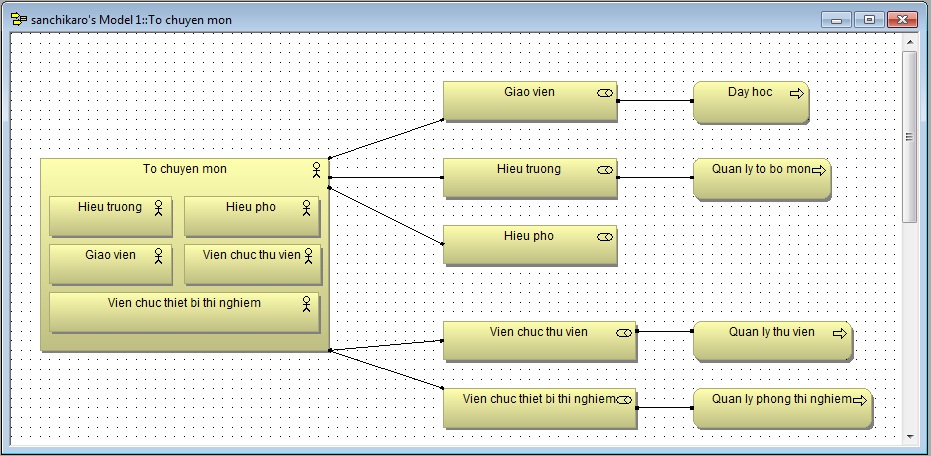 sanchikaro's Model 1::To chuyen mon
Giao vien
Day hoc
To chuyen mon
Hieu truong
Quan ly to bo mon
Hieu truong
Hieu pho
Hieu pho
Giao vien
Vien chuc thu vien
Vien chuc thiet bi thi nghiem
Vien chuc thu vien
Quan ly thu vien
Vien chuc thiet bi thi nghiem
Quan ly phong thi nghiem